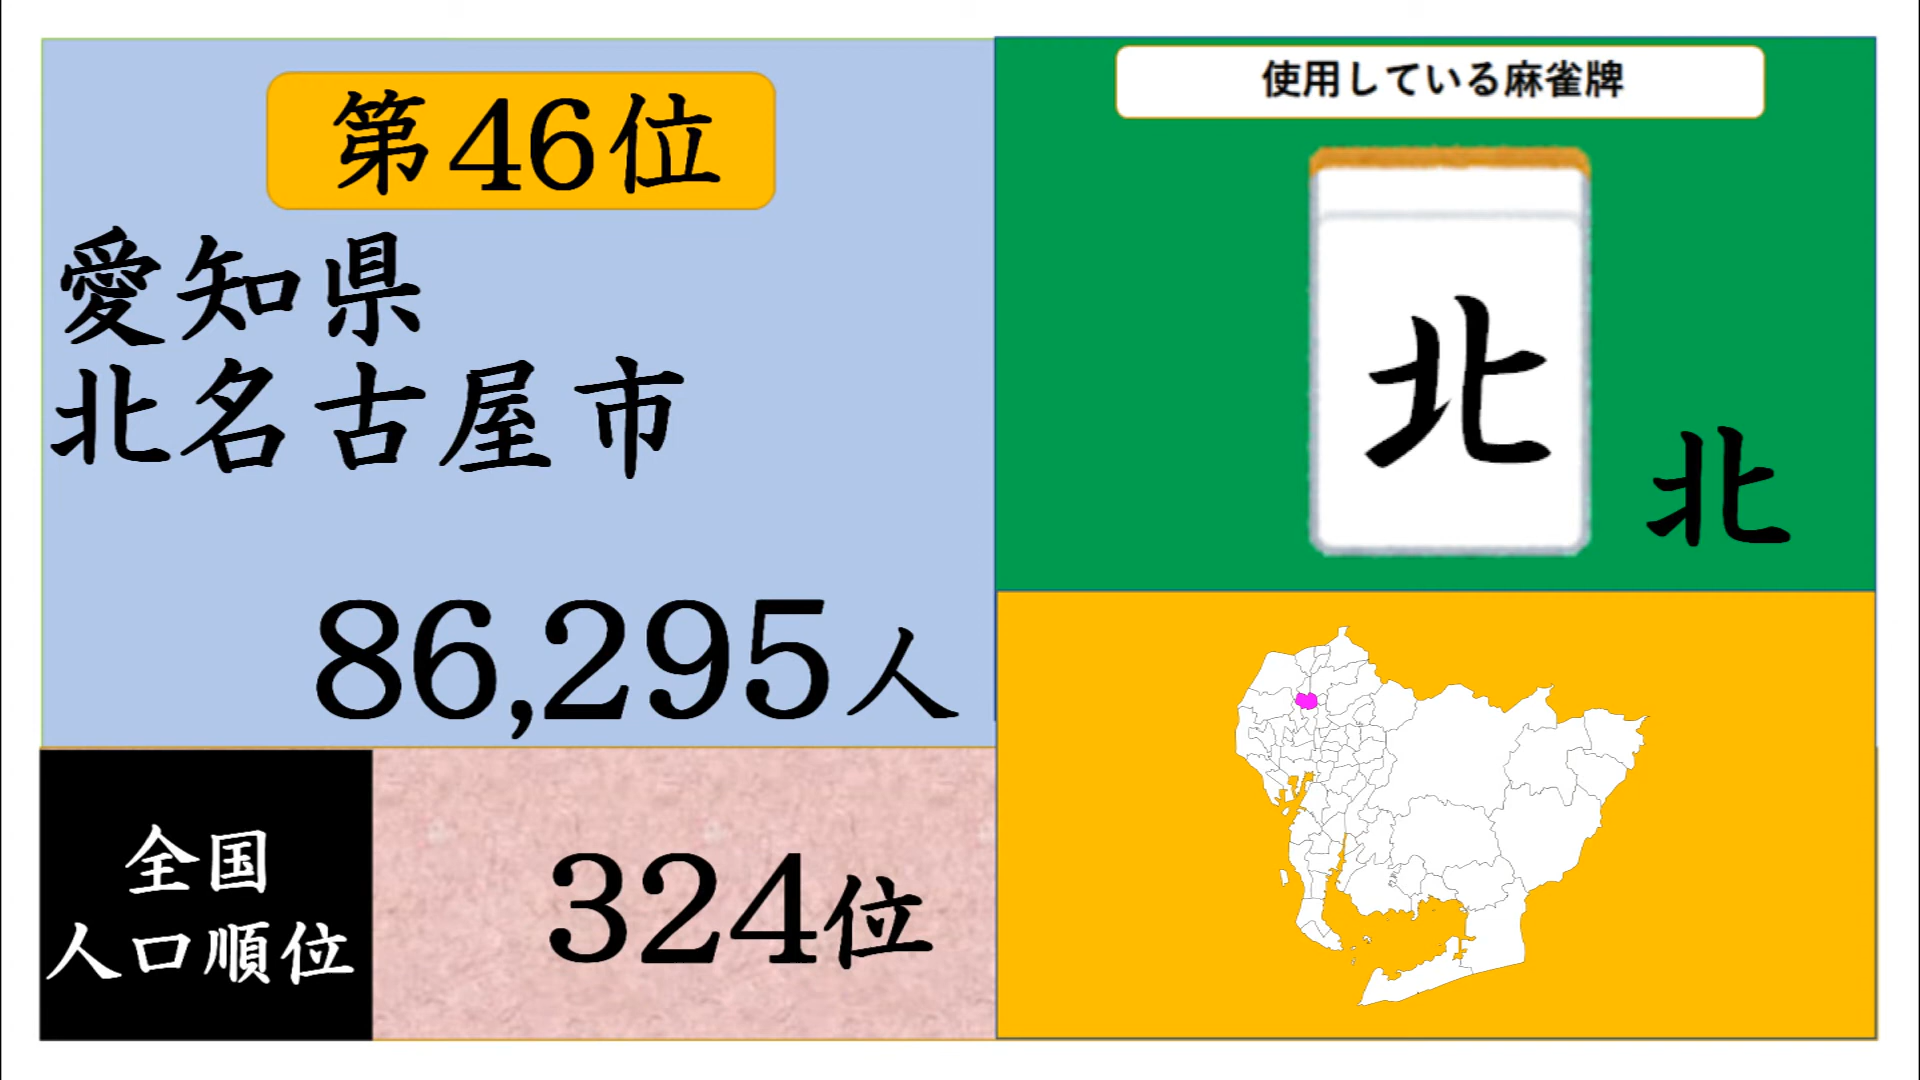 第46位
愛知県
北名古屋市
86,295人
全国
人口順位
324位
使用している麻雀牌
北
北